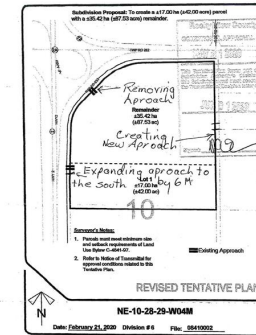 Subdivision Proposal: To create a ±17.00 ha (±42.00 acre) parcel
with a ±35.42 ha (±87.53 acre) remainder.
Removing
Aproach
Remainder
±35.42 ha
(±87.53 ac)
Creating
New Aproach
Expanding aproach to
the south by 6M
Lot 1
±17.00 ha
(±42.00 ac)
10
Surveyor's Notes:
1. Parcels must meet minimum size
and setback requirements of Land
Use Bylaw C-4841-97.
2. Refer to Notice of Transmittal for
approval conditions related to this
Tentative Plan.
Existing Approach
REVISED TENTATIVE PLAN
N
NE-10-28-29-W04M
Date: February 21, 2020 Division # 6 File: 08410002